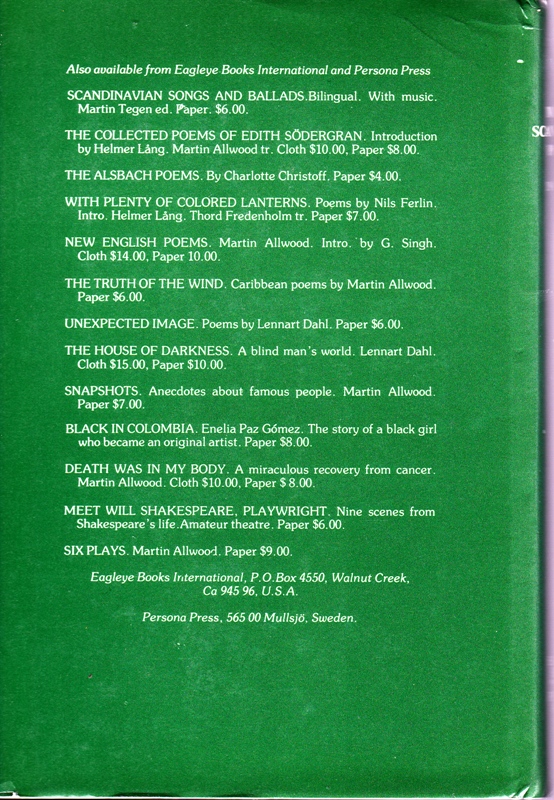 Also available from Eagleye Books International and Persona Press
SCANDINAVIAN SONGS AND BALLADS.Bilingual. With music.
Martin Tegen ed. Paper. $6.00.
THE COLLECTED POEMS OF EDITH SÖDERGRAN. Introduction
by Helmer Lång. Martin Allwood tr. Cloth $10.00, Paper $8.00.
THE ALSBACH POEMS. By Charlotte Christoff. Paper $4.00.
WITH PLENTY OF COLORED LANTERNS. Poems by Nils Ferlin.
Intro. Helmer Lång. Thord Fredenholm tr. Paper $7.00.
NEW ENGLISH POEMS. Martin Allwood. Intro. by G. Singh.
Cloth $14.00, Paper 10.00.
THE TRUTH OF THE WIND. Caribbean poems by Martin Allwood.
Paper $6.00.
UNEXPECTED IMAGE. Poems by Lennart Dahl. Paper $6.00.
THE HOUSE OF DARKNESS. A blind man's world. Lennart Dahl.
Cloth $15.00, Paper $10.00.
SNAPSHOTS. Anecdotes about famous people. Martin Allwood.
Paper $7.00.
BLACK IN COLOMBIA. Enelia Paz Gómez. The story of a black girl
who became an original artist. Paper $8.00.
DEATH WAS IN MY BODY. A miraculous recovery from cancer.
Martin Allwood. Cloth $10.00, Paper $ 8.00.
MEET WILL SHAKESPEARE, PLAYWRIGHT. Nine scenes from
Shakespeare's life.Amateur theatre. Paper $6.00.
SIX PLAYS. Martin Allwood. Paper $9.00.
Eagleye Books International, P.O.Box 4550, Walnut Creek,
Ca 945 96, U.S.A.
Persona Press, 565 00 Mullsjö, Sweden.